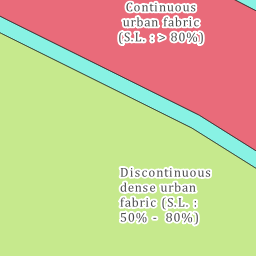 Continuous
urban fabric
(S.L. : > 80%)
Discontinuous
dense urban
fabric (S.L. :
50% - 80%)